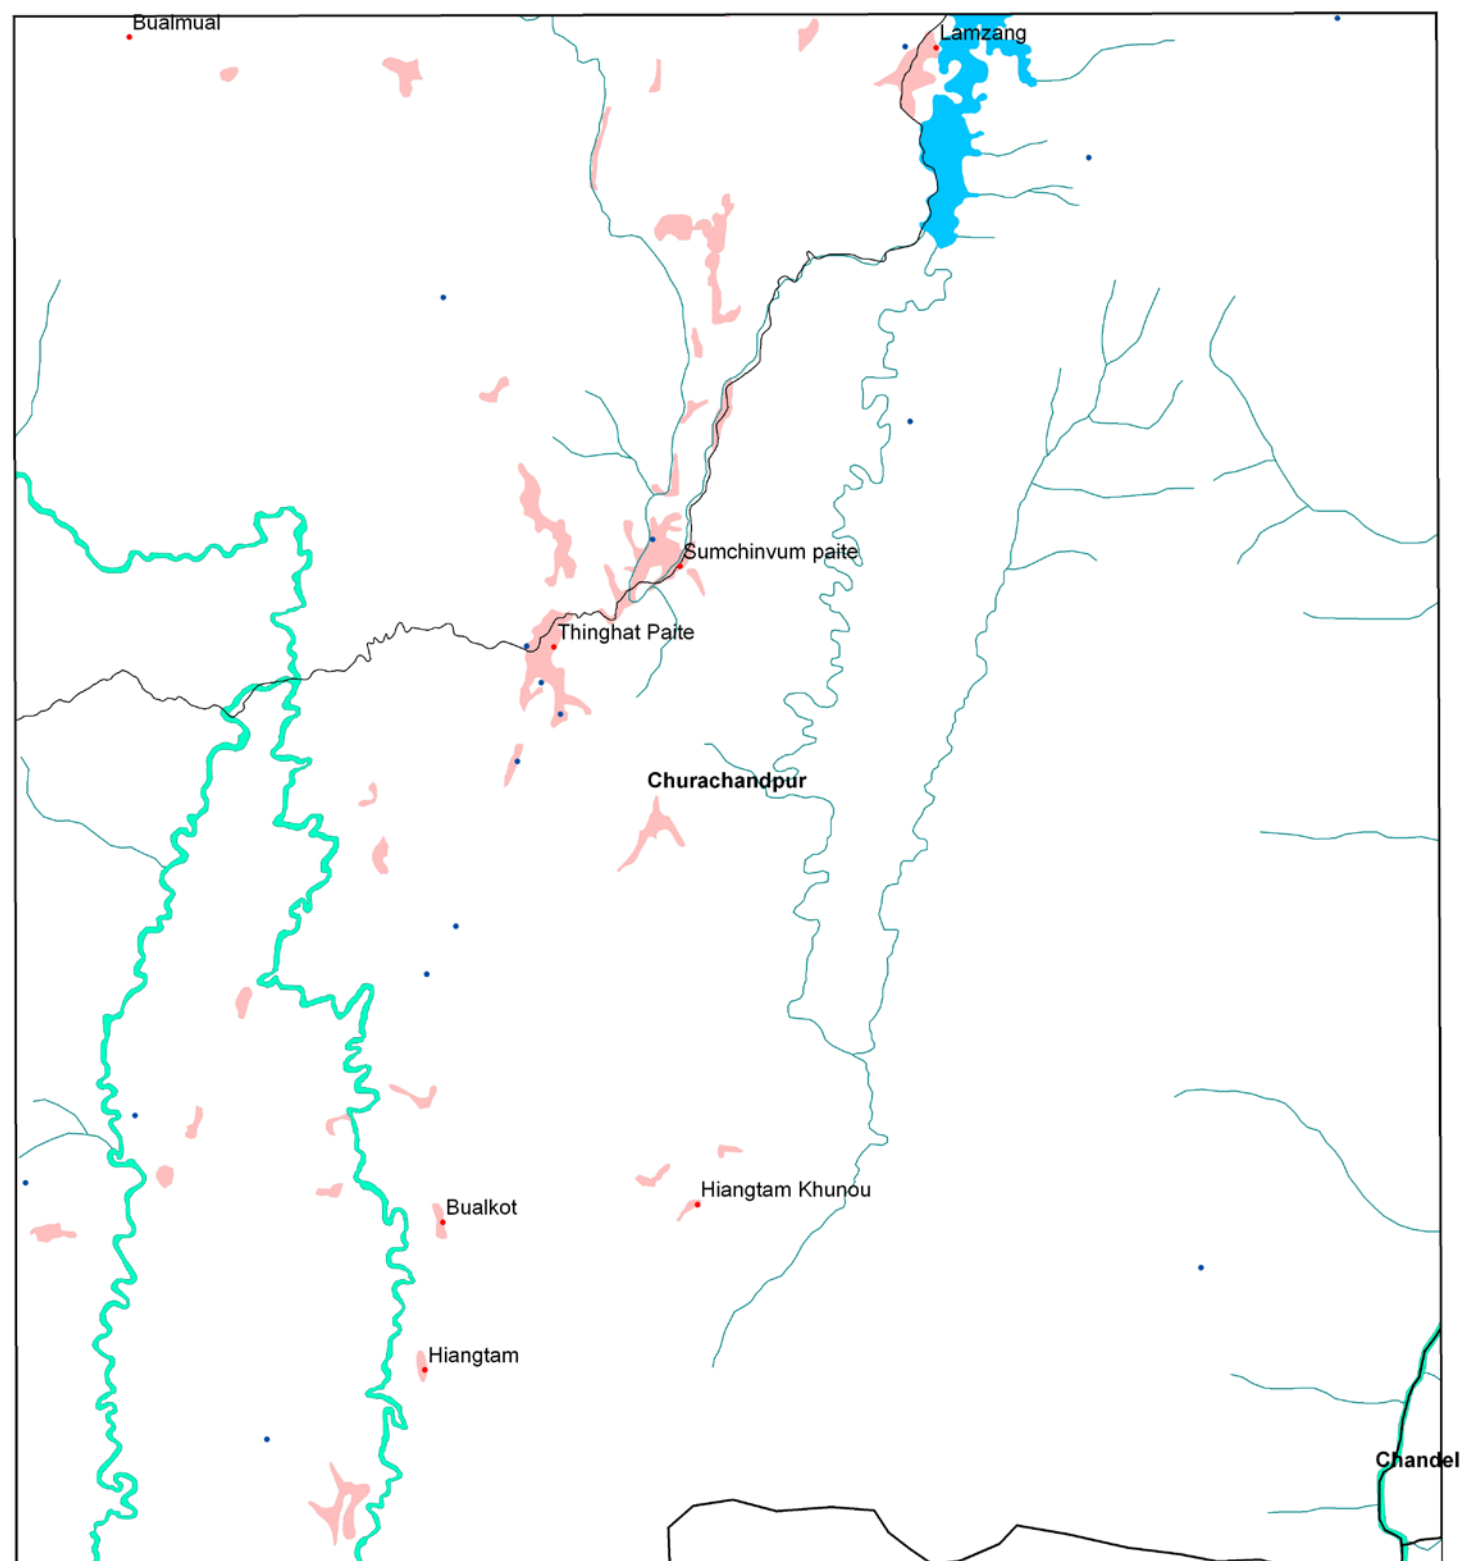 Bualmual
Lamzang
Sumchinvum paite
Thinghat Paite
Churachandpur
Hiangtam Khunou
Bualkot
Hiangtam
Chandel